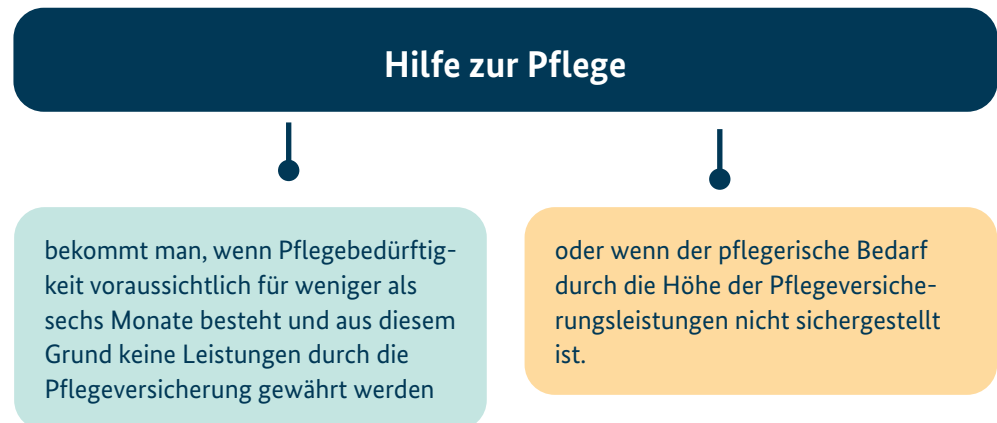 Hilfe zur Pflege
bekommt man, wenn Pflegebedürftig-
keit voraussichtlich für weniger als
sechs Monate besteht und aus diesem
Grund keine Leistungen durch die
Pflegeversicherung gewährt werden
oder wenn der pflegerische Bedarf
durch die Höhe der Pflegeversiche-
rungsleistungen nicht sichergestellt
ist.